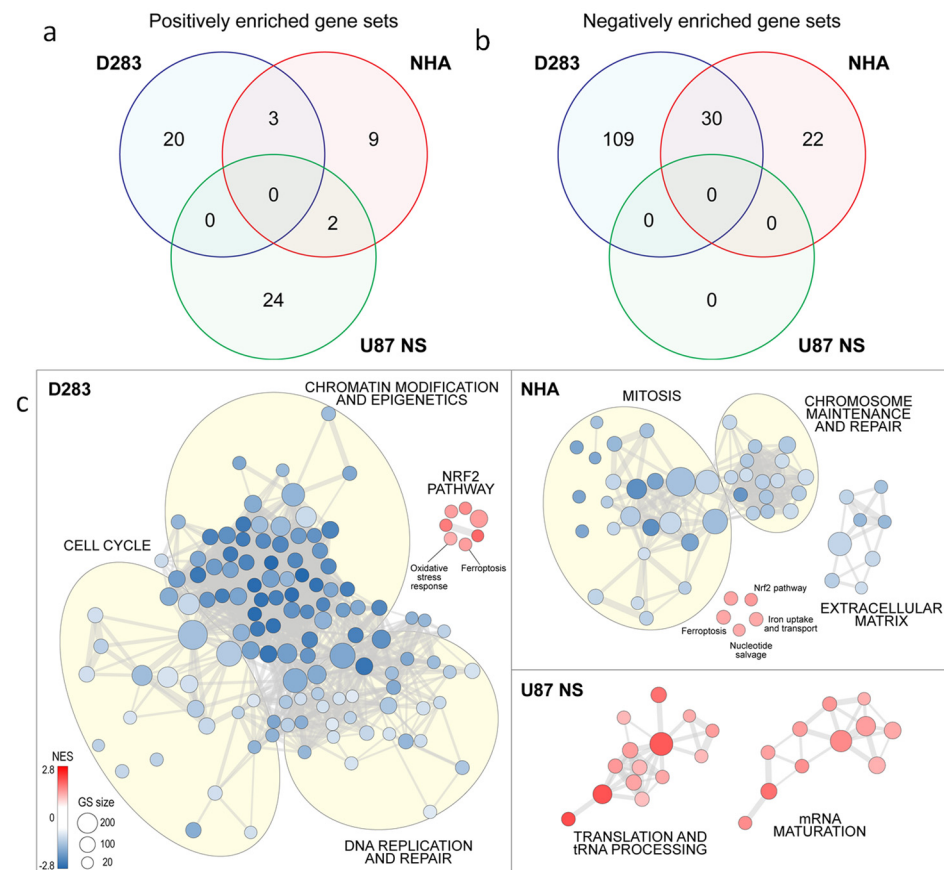 a
Positively enriched gene sets
D283
NHA
20
3
9
0
0
2
24
U87 NS
b
Negatively enriched gene sets
D283
NHA
109
30
22
0
0
0
0
U87 NS
c
D283
CHROMATIN MODIFICATION
AND EPIGENETICS
NRF2
PATHWAY
Oxidative
stress
response
Ferroptosis
CELL CYCLE
DNA REPLICATION
AND REPAIR
NES
2.8
0
-2.8
GS size
200
100
20
NHA
MITOSIS
CHROMOSOME
MAINTENANCE
AND REPAIR
EXTRACELLULAR
MATRIX
Nrf2 pathway
Iron uptake
and transport
Ferroptosis
Nucleotide
salvage
U87 NS
TRANSLATION AND
tRNA PROCESSING
mRNA
MATURATION